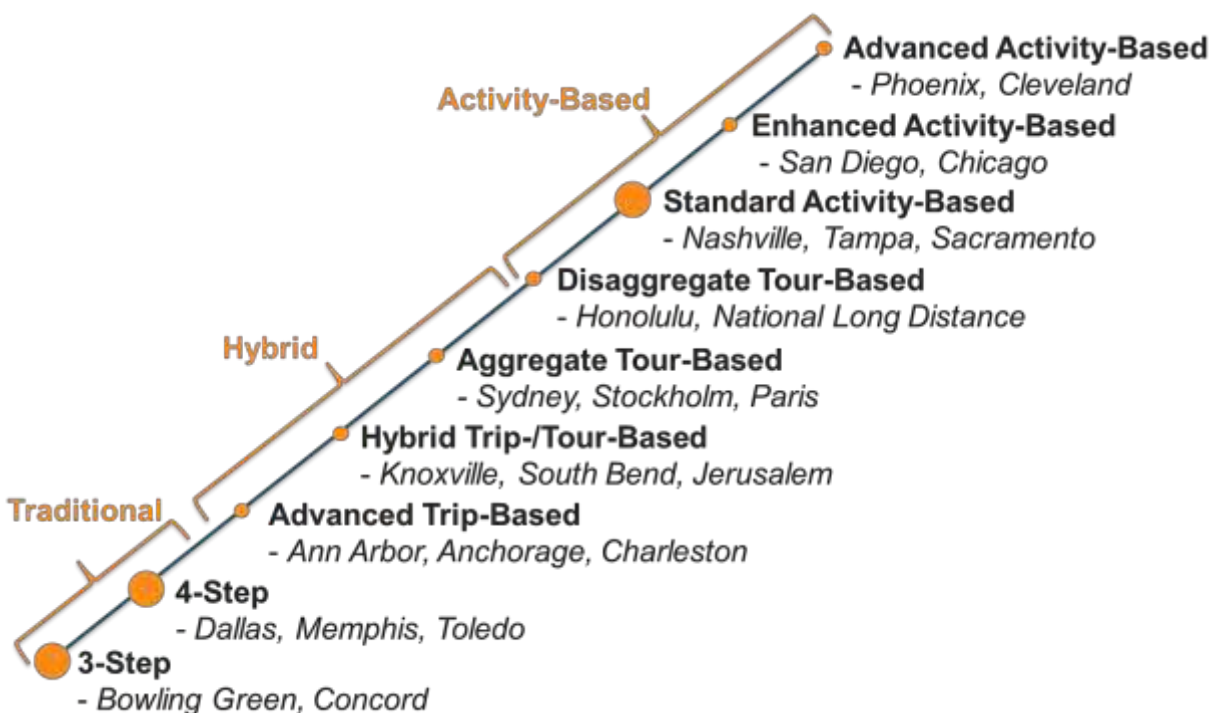 Advanced Activity-Based
- Phoenix, Cleveland
Activity-Based
Enhanced Activity-Based
- San Diego, Chicago
Standard Activity-Based
- Nashville, Tampa, Sacramento
Disaggregate Tour-Based
- Honolulu, National Long Distance
Hybrid
Aggregate Tour-Based
- Sydney, Stockholm, Paris
Hybrid Trip-/Tour-Based
- Knoxville, South Bend, Jerusalem
Traditional
Advanced Trip-Based
- Ann Arbor, Anchorage, Charleston
4-Step
- Dallas, Memphis, Toledo
3-Step
- Bowling Green, Concord